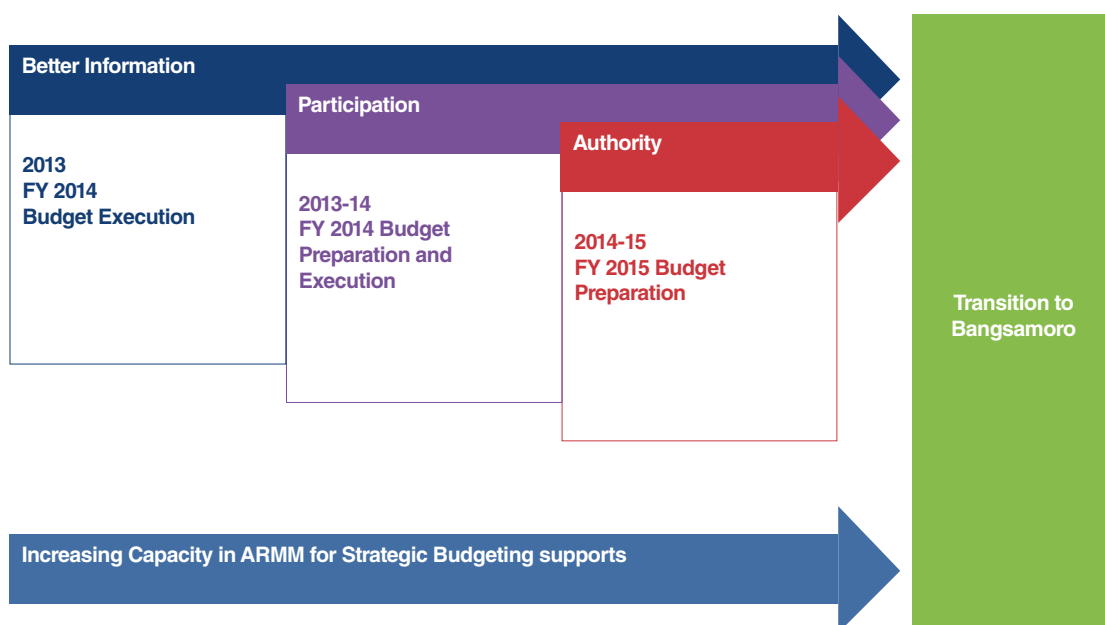 Better Information
2013
FY 2014
Budget Execution
Participation
2013-14
FY 2014 Budget
Preparation and
Execution
Authority
2014-15
FY 2015 Budget
Preparation
Transition to
Bangsamoro
Increasing Capacity in ARMM for Strategic Budgeting supports